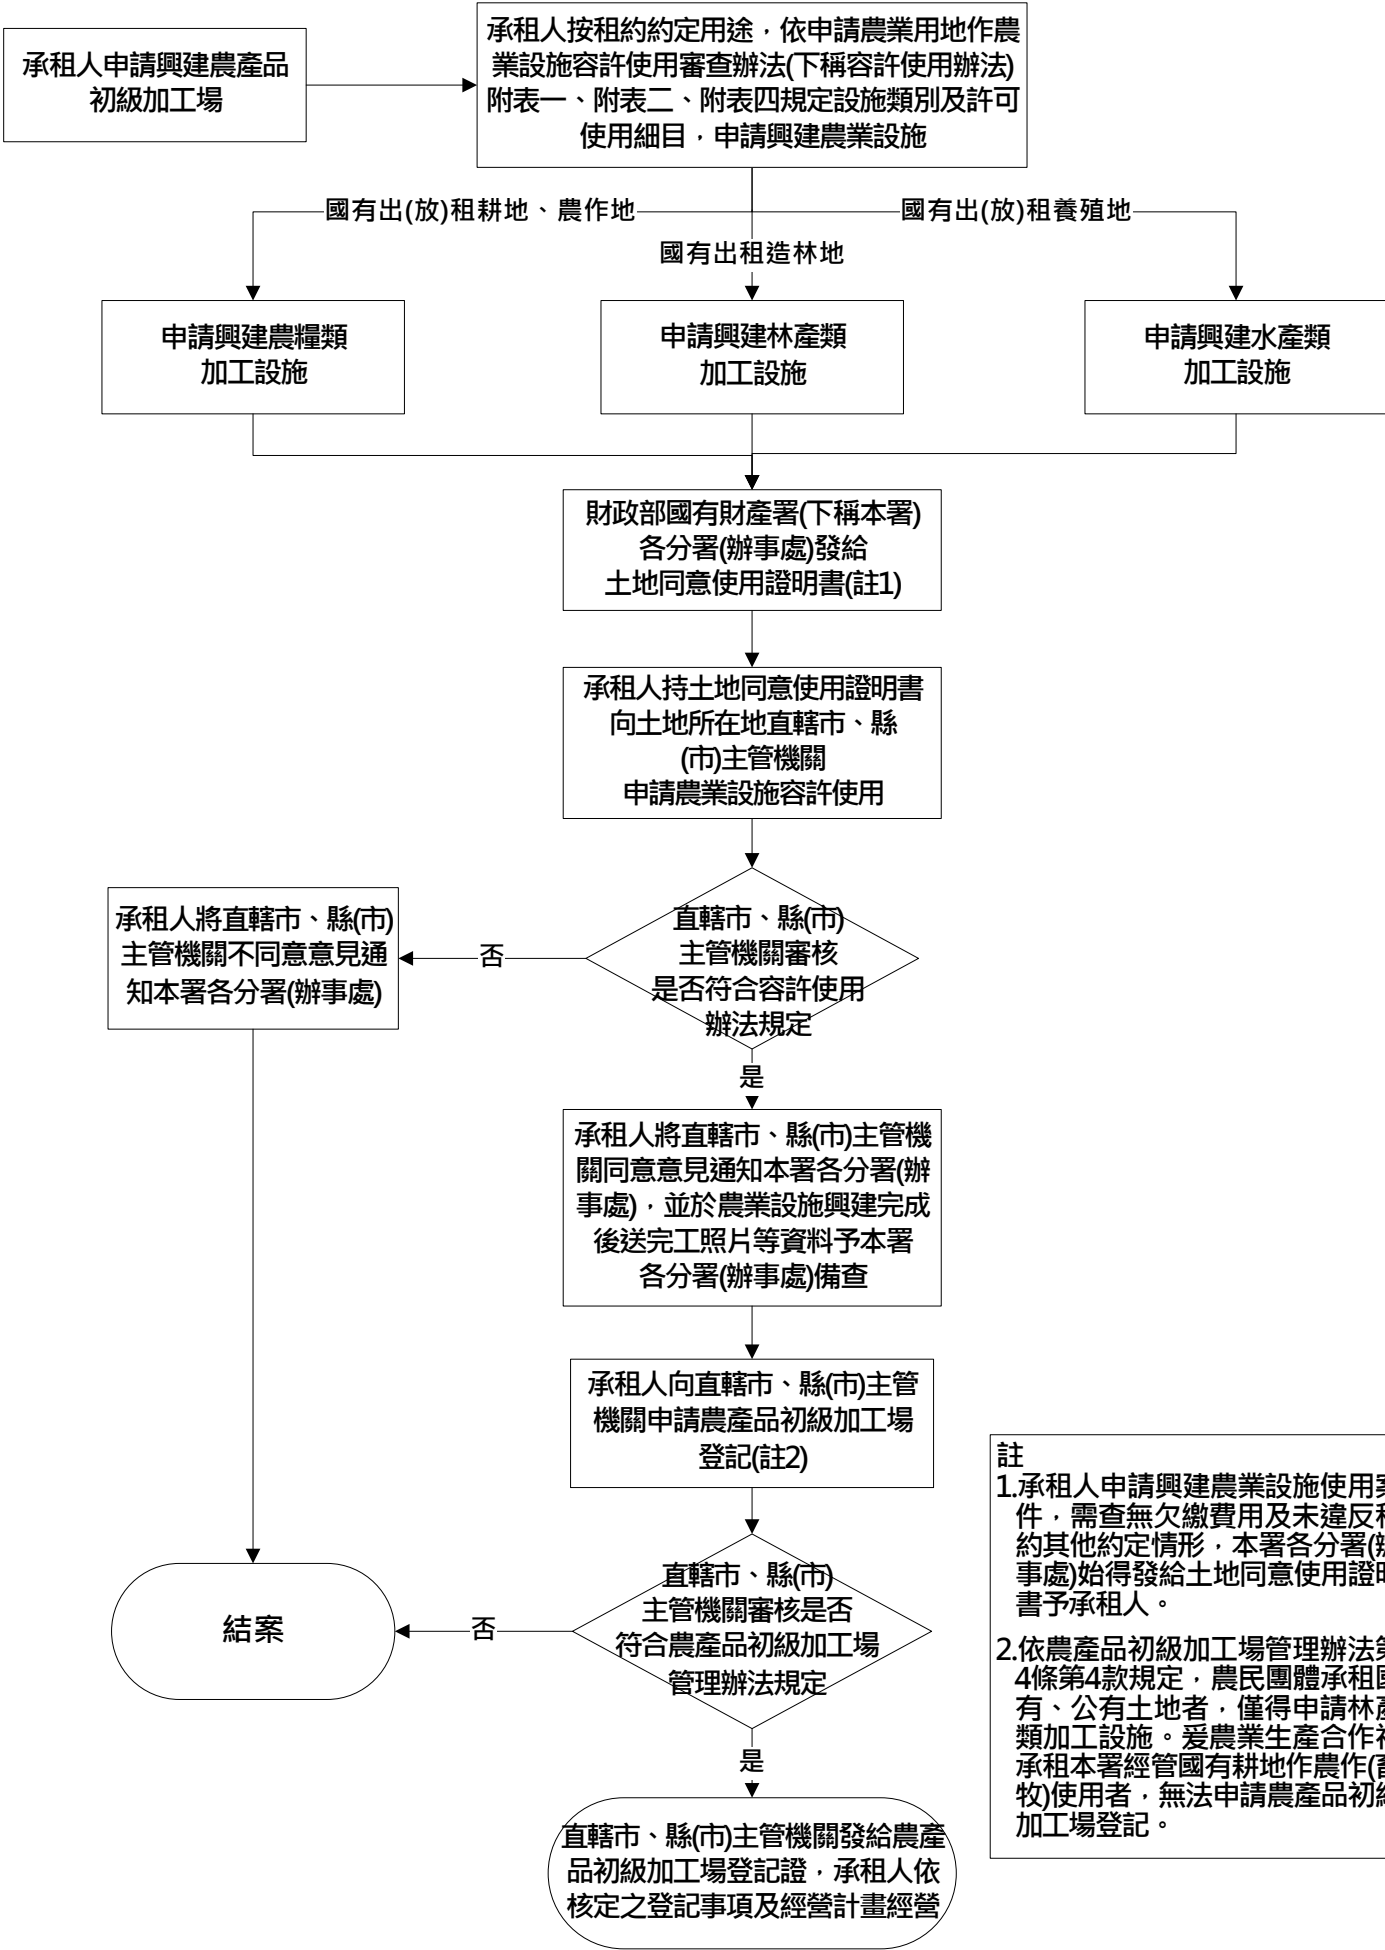 承租人申請興建農產品
初級加工場
承租人按租約約定用途，依申請農業用地作農
業設施容許使用審查辦法(下稱容許使用辦法)
附表一、附表二、附表四規定設施類別及許可
使用細目，申請興建農業設施
國有出(放)租耕地、農作地
國有出租造林地
國有出(放)租養殖地
申請興建農糧類
加工設施
申請興建林產類
加工設施
申請興建水產類
加工設施
財政部國有財產署(下稱本署)
各分署(辦事處)發給
土地同意使用證明書(註1)
承租人持土地同意使用證明書
向土地所在地直轄市、縣
(市)主管機關
申請農業設施容許使用
直轄市、縣(市)
主管機關審核
是否符合容許使用
辦法規定
否
承租人將直轄市、縣(市)
主管機關不同意意見通
知本署各分署(辦事處)
是
承租人將直轄市、縣(市)主管機
關同意意見通知本署各分署(辦
事處)，並於農業設施興建完成
後送完工照片等資料予本署
各分署(辦事處)備查
承租人向直轄市、縣(市)主管
機關申請農產品初級加工場
登記(註2)
直轄市、縣(市)
主管機關審核是否
符合農產品初級加工場
管理辦法規定
否
結案
是
直轄市、縣(市)主管機關發給農產
品初級加工場登記證，承租人依
核定之登記事項及經營計畫經營
註
1.承租人申請興建農業設施使用
件，需查無欠繳費用及未違反
約其他約定情形，本署各分署(
事處)始得發給土地同意使用證
書予承租人。
2.依農產品初級加工場管理辦法
4條第4款規定，農民團體承租
有、公有土地者，僅得申請林
類加工設施。爰農業生產合作
承租本署經管國有耕地作農作(
牧)使用者，無法申請農產品初
加工場登記。